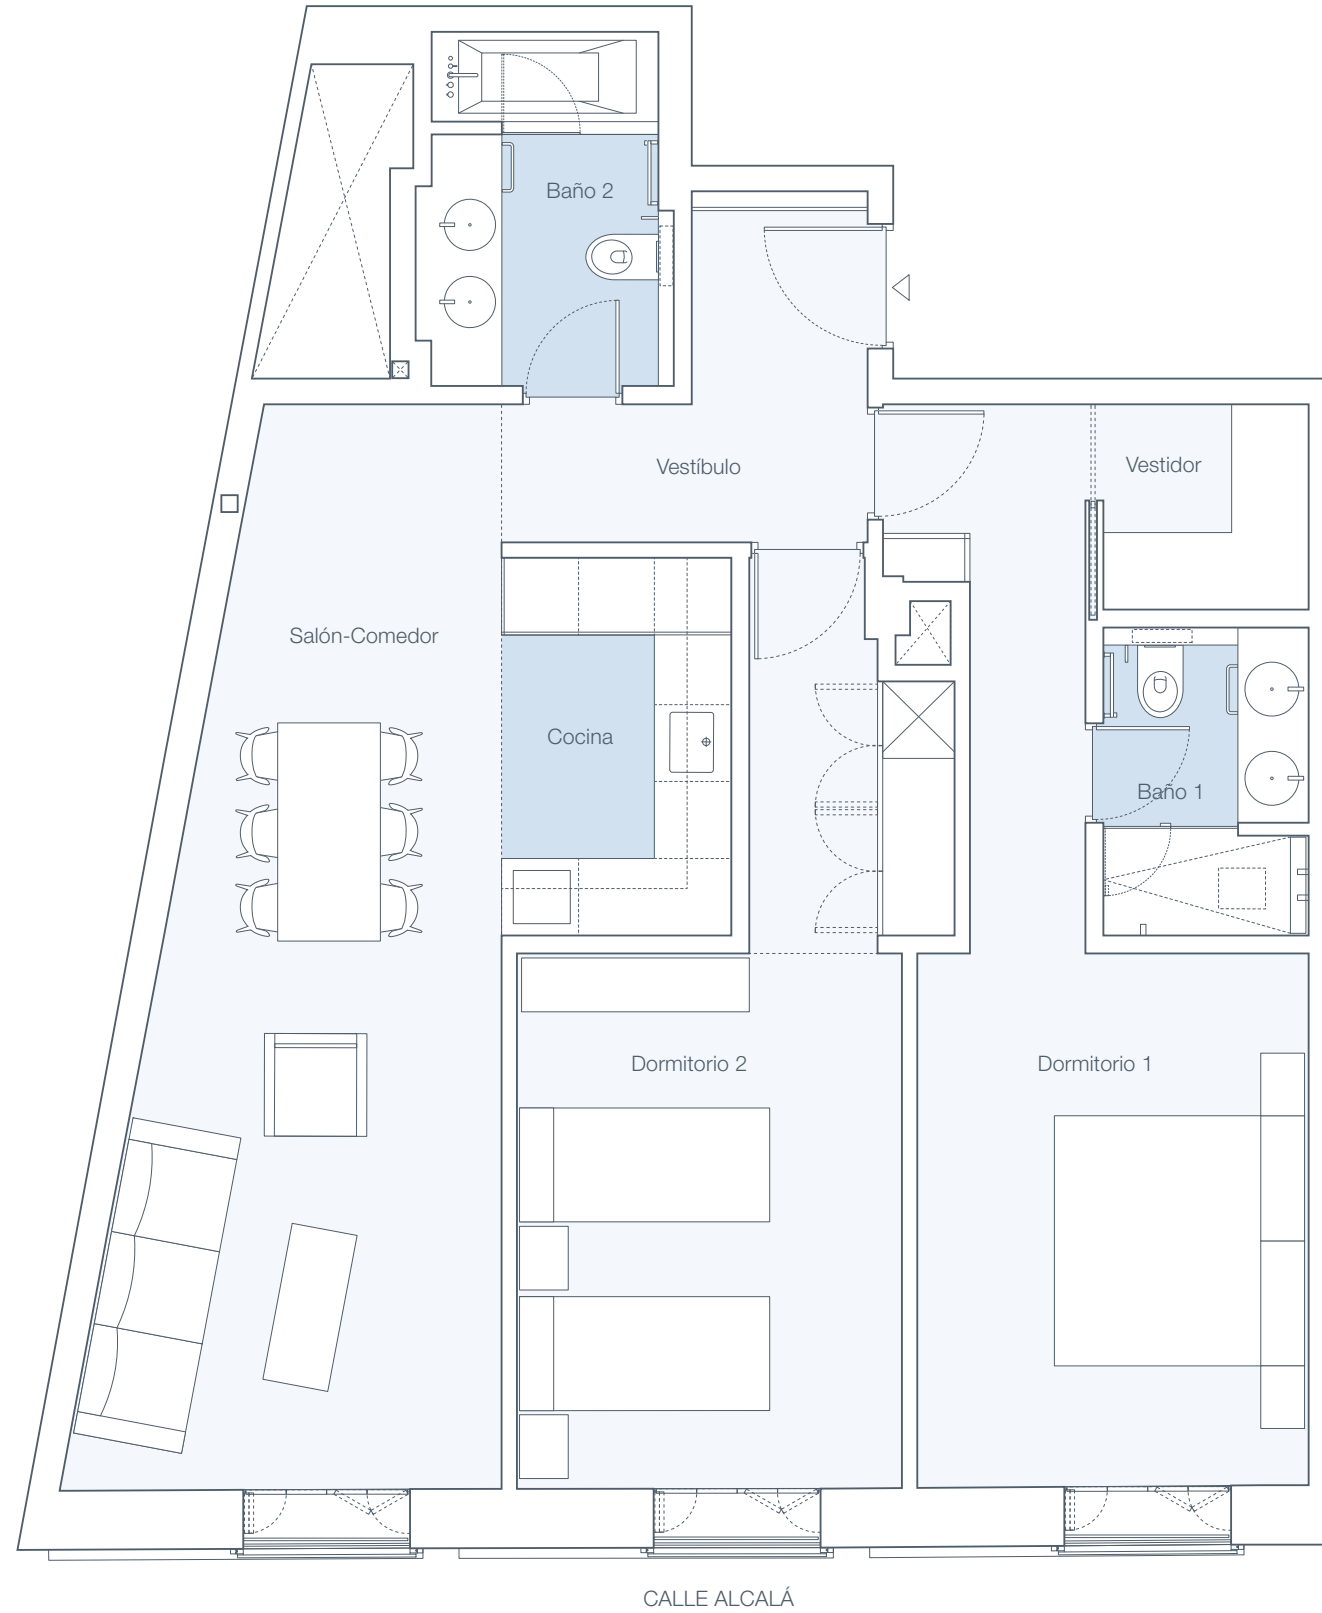 Baño 2
Vestíbulo
Vestidor
Salón-Comedor
Cocina
Baño 1
Dormitorio 2
Dormitorio 1
CALLE ALCALÁ